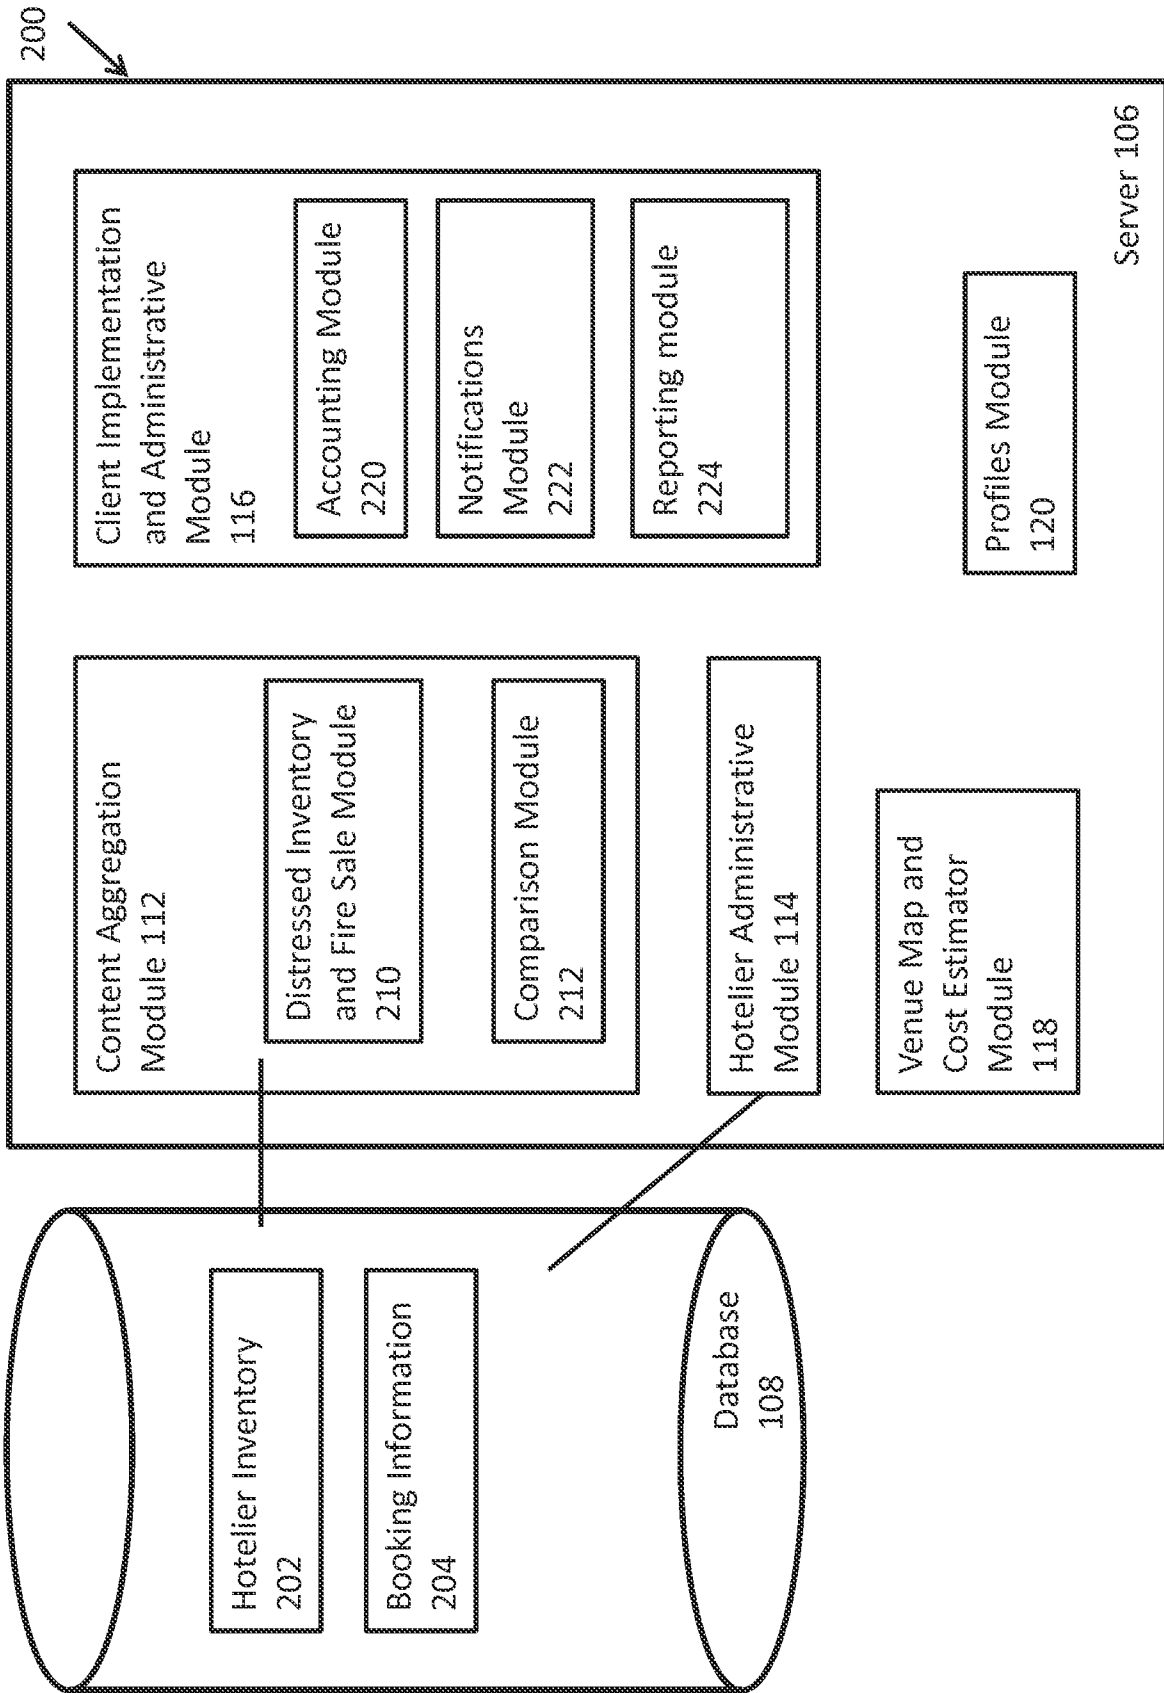 200
Hotelier Inventory
202
Booking Information
204
Database
108
Content Aggregation
Module 112
Distressed Inventory
and Fire Sale Module
210
Comparison Module
212
Hotelier Administrative
Module 114
Venue Map and
Cost Estimator
Module
118
Client Implementation
and Administrative
Module
116
Accounting Module
220
Notifications
Module
222
Reporting module
224
Profiles Module
120
Server 106